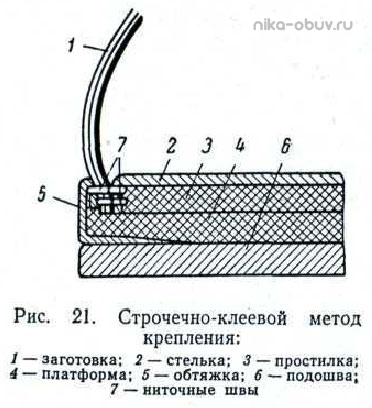 nika-obuv.ru
1
7
2
3
4
6
5
Рис. 21. Строчечно-клеевой метод
крепления:
1 — заготовка; 2 — стелька; 3 — простилка;
4 — платформа; 5 — обтяжка; 6 — подошва;
7 — ниточные швы